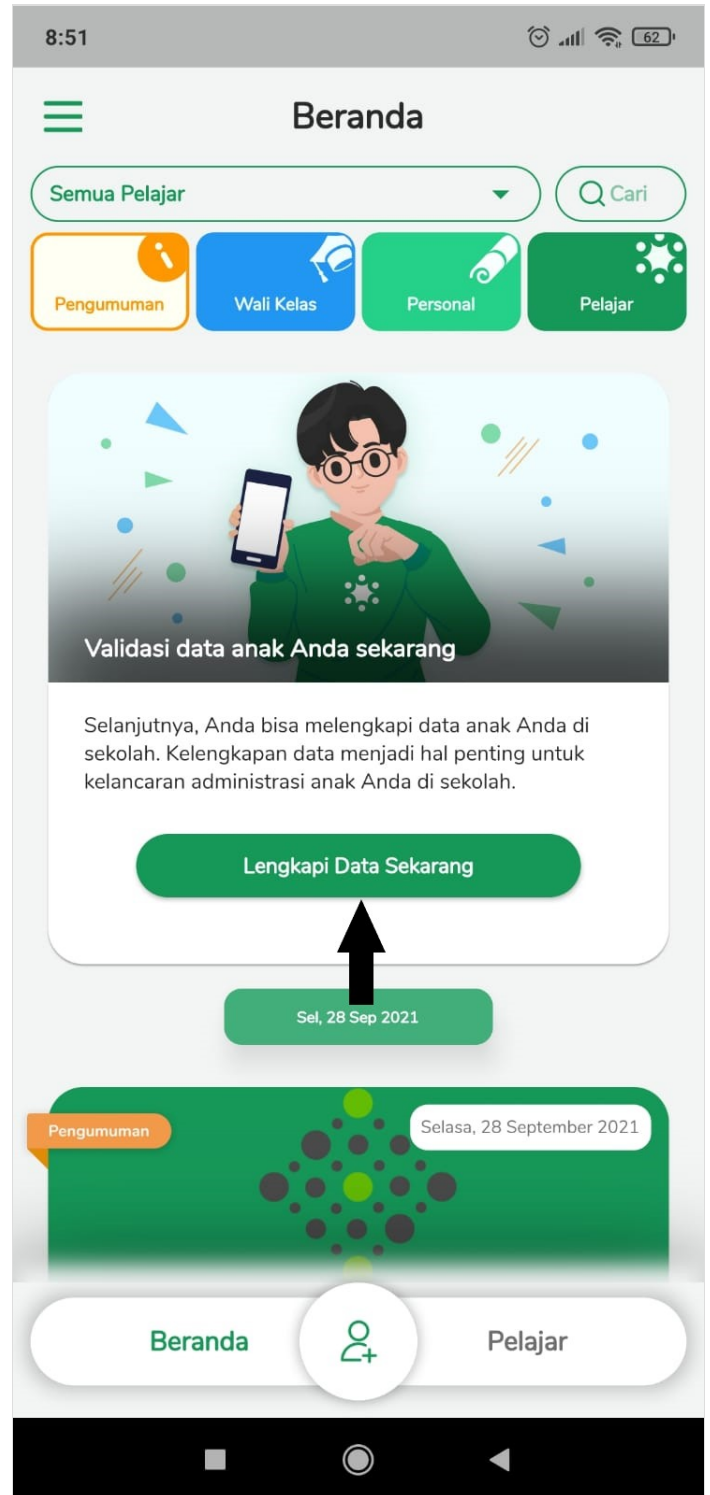 8:51
62
Beranda
Semua Pelajar
Cari
Pengumuman
Wali Kelas
Personal
Pelajar
Validasi data anak Anda sekarang
Selanjutnya, Anda bisa melengkapi data anak Anda di
sekolah. Kelengkapan data menjadi hal penting untuk
kelancaran administrasi anak Anda di sekolah.
Lengkapi Data Sekarang
Sel, 28 Sep 2021
Pengumuman
Selasa, 28 September 2021
Beranda
Pelajar